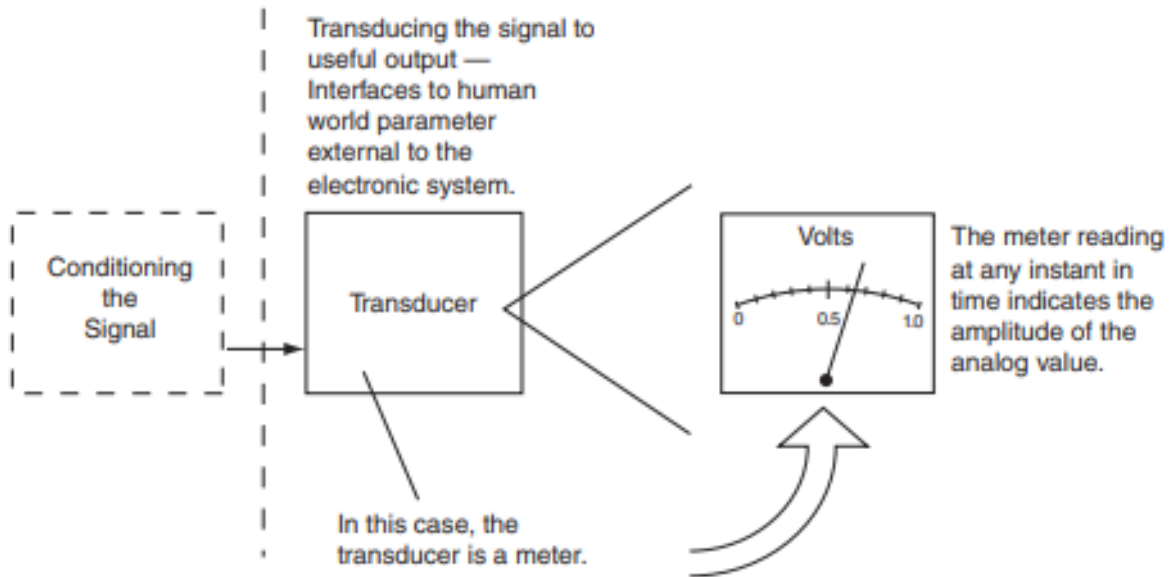 Transducing the signal to
useful output —
Interfaces to human
world parameter
external to the
electronic system.
Conditioning
the
Signal
Transducer
Volts
0
0.5
1.0
The meter reading
at any instant in
time indicates the
amplitude of the
analog value.
In this case, the
transducer is a meter.